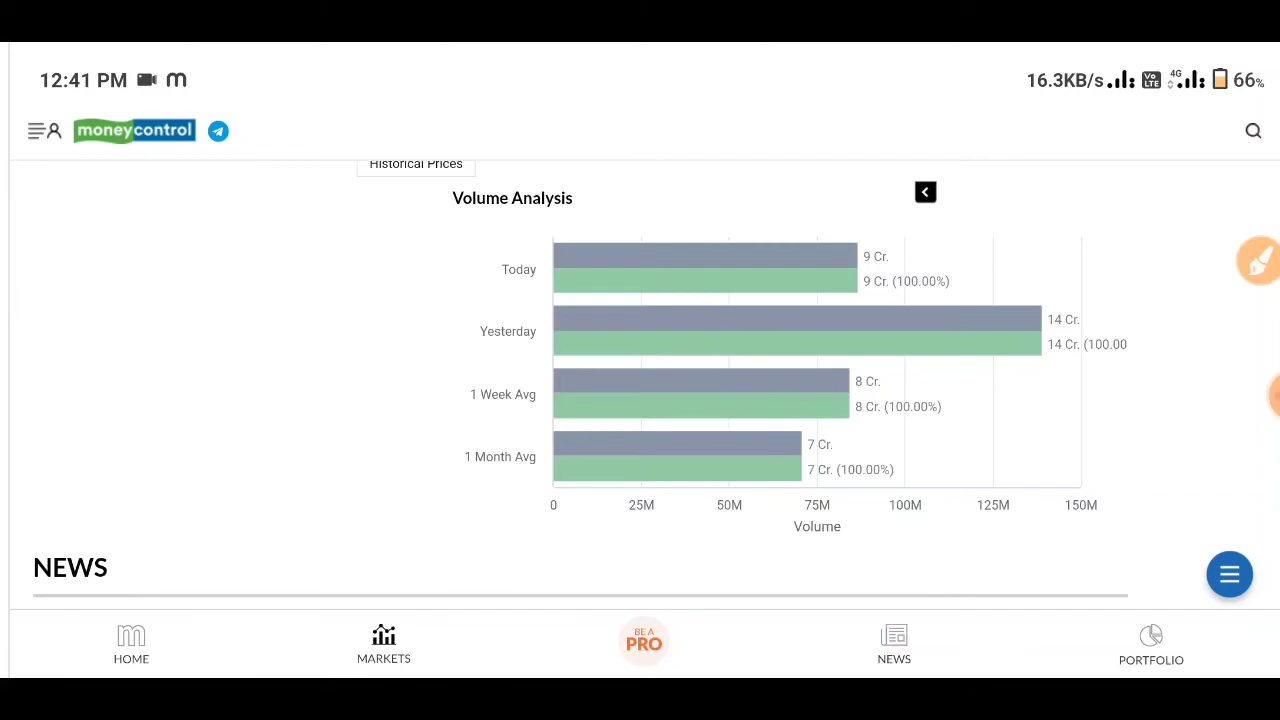 12:41 PM m 16.3KB/s Vo LTE 4G 66%
moneycontrol
Historical Prices
Volume Analysis
Today 9 Cr.
9 Cr. (100.00%)
Yesterday 14 Cr.
14 Cr. (100.00
1 Week Avg 8 Cr.
8 Cr. (100.00%)
1 Month Avg 7 Cr.
7 Cr. (100.00%)
0 25M 50M 75M 100M 125M 150M
Volume
NEWS
BE A
PRO
HOME MARKETS NEWS PORTFOLIO